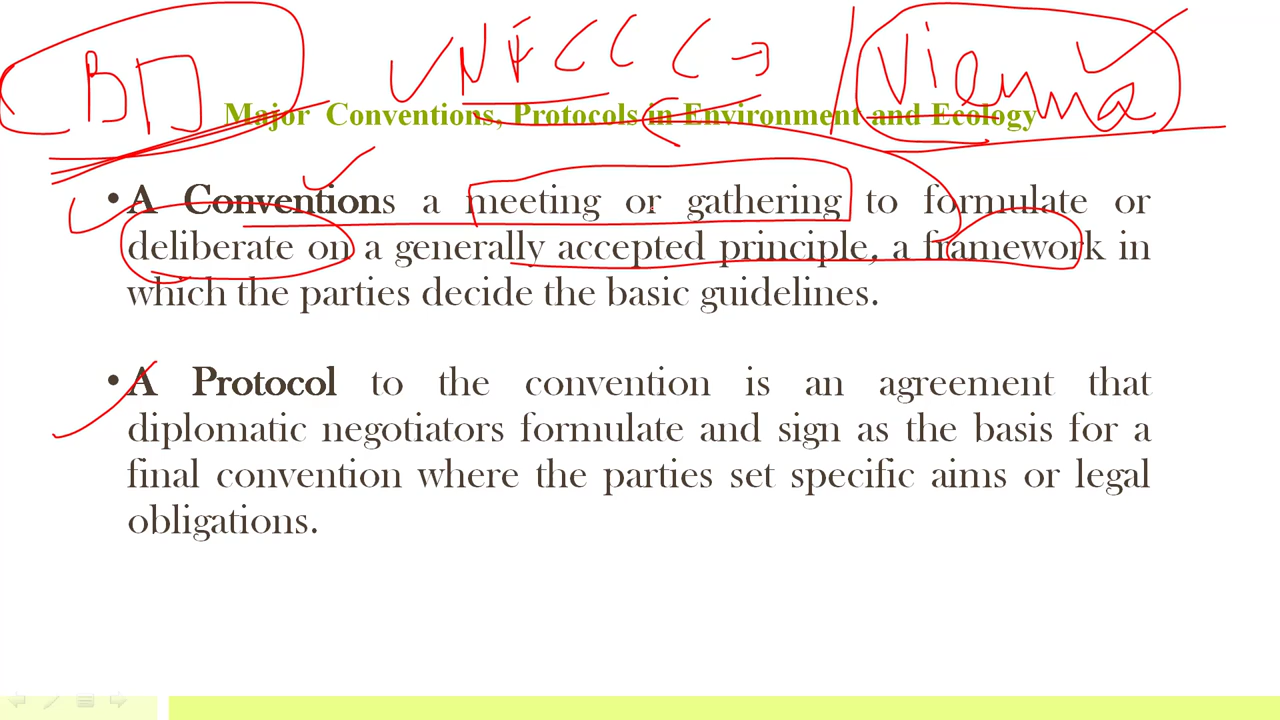 UNFCCC → Vienna
Major Conventions, Protocols in Environment and Ecology
• A Conventions a meeting or gathering to formulate or
deliberate on a generally accepted principle, a framework in
which the parties decide the basic guidelines.
• A Protocol to the convention is an agreement that
diplomatic negotiators formulate and sign as the basis for a
final convention where the parties set specific aims or legal
obligations.